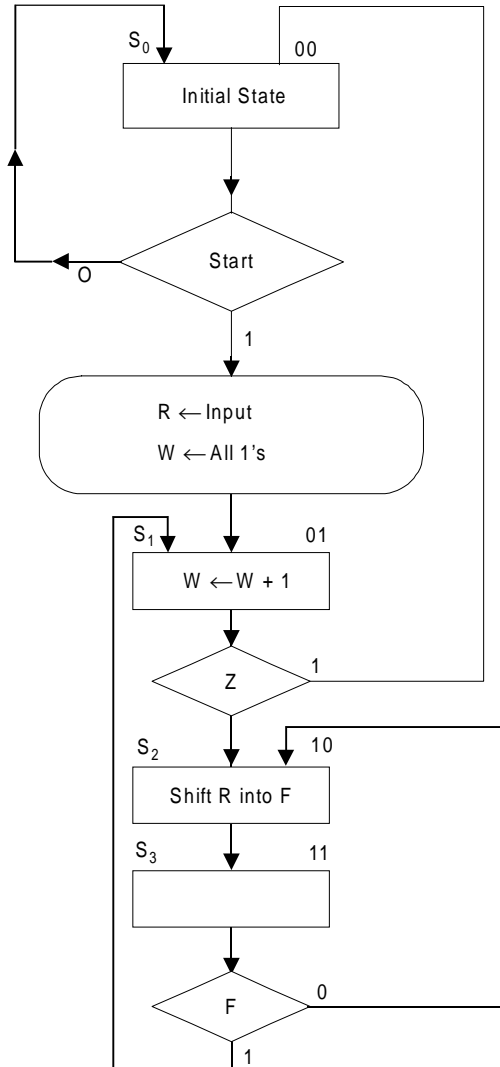 S₀
00
Initial State
Start
O
1
R ← Input
W ← All 1's
S₁
01
W ← W + 1
Z
1
S₂
10
Shift R into F
S₃
11
F
0
1